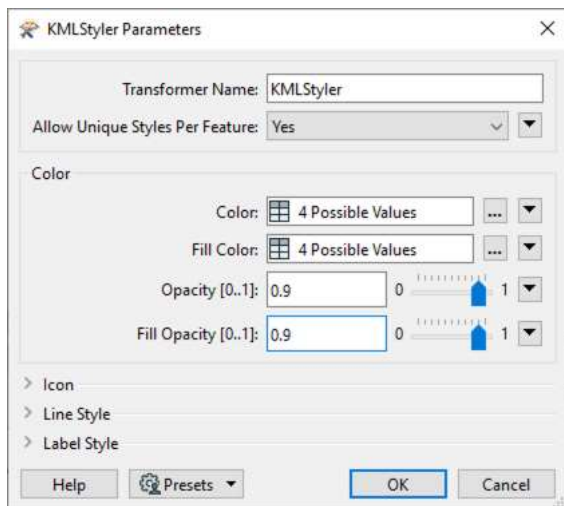 KMLStyler Parameters
Transformer Name: KMLStyler
Allow Unique Styles Per Feature: Yes
Color
Color: 4 Possible Values ...
Fill Color: 4 Possible Values ...
Opacity [0..1]: 0.9 0 1
Fill Opacity [0..1]: 0.9 0 1
Icon
Line Style
Label Style
Help Presets OK Cancel